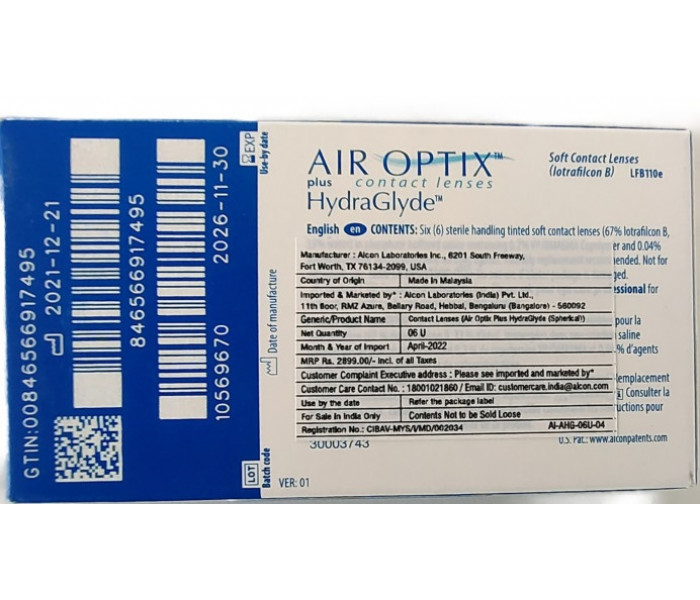 GTIN:00846566917495
2021-12-21
846566917495
10569670
2026-11-30
EXP
Use-by date
Date of manufacture
LOT
Batch code
AIR OPTIX™
plus contact lenses
HydraGlyde™
Soft Contact Lenses
(lotrafilcon B) LFB110e
English en CONTENTS: Six (6) sterile handling tinted soft contact lenses (67% lotrafilcon B,
er and 0.04%
ended. Not for
ged.
essional for
Manufacturer : Alcon Laboratories Inc., 6201 South Freeway,
Fort Worth, TX 76134-2099, USA
Country of Origin Made in Malaysia
Imported & Marketed by* : Alcon Laboratories (India) Pvt. Ltd.,
11th floor, RMZ Azure, Bellary Road, Hebbal, Bengaluru (Bangalore) - 560092
Generic/Product Name Contact Lenses (Air Optix Plus HydraGlyde (Spherical))
Net Quantity 06 U
Month & Year of Import April-2022
MRP Rs. 2899.00/- Incl. of all Taxes
Customer Complaint Executive address : Please see imported and marketed by*
Customer Care Contact No. : 18001021860 / Email ID: customercare.india@alcon.com
Use by the date Refer the package label
For Sale in India Only Contents Not to be Sold Loose
Registration No.: CIBAV-MYS/I/MD/002034 AI-AHG-06U-04
pour la
saline
% d'agents
emplacement
Consulter la
uctions pour
30003743
U.S. Pat.: www.alconpatents.com
VER: 01